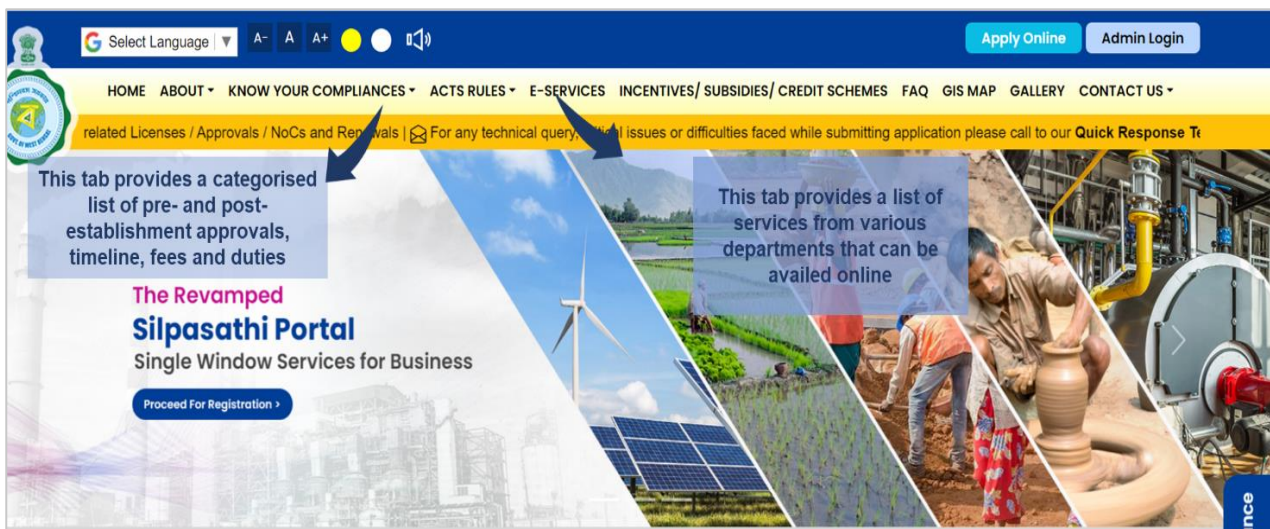 Select Language ▼ A- A A+ Apply Online Admin Login
HOME ABOUT KNOW YOUR COMPLIANCES ACTS RULES E-SERVICES INCENTIVES/ SUBSIDIES/ CREDIT SCHEMES FAQ GIS MAP GALLERY CONTACT US
related Licenses / Approvals / NoCs and Renewals | For any technical query, issues or difficulties faced while submitting application please call to our Quick Response
This tab provides a categorised
list of pre- and post-
establishment approvals,
timeline, fees and duties
This tab provides a list of
services from various
departments that can be
availed online
The Revamped
Silpasathi Portal
Single Window Services for Business
Proceed For Registration >